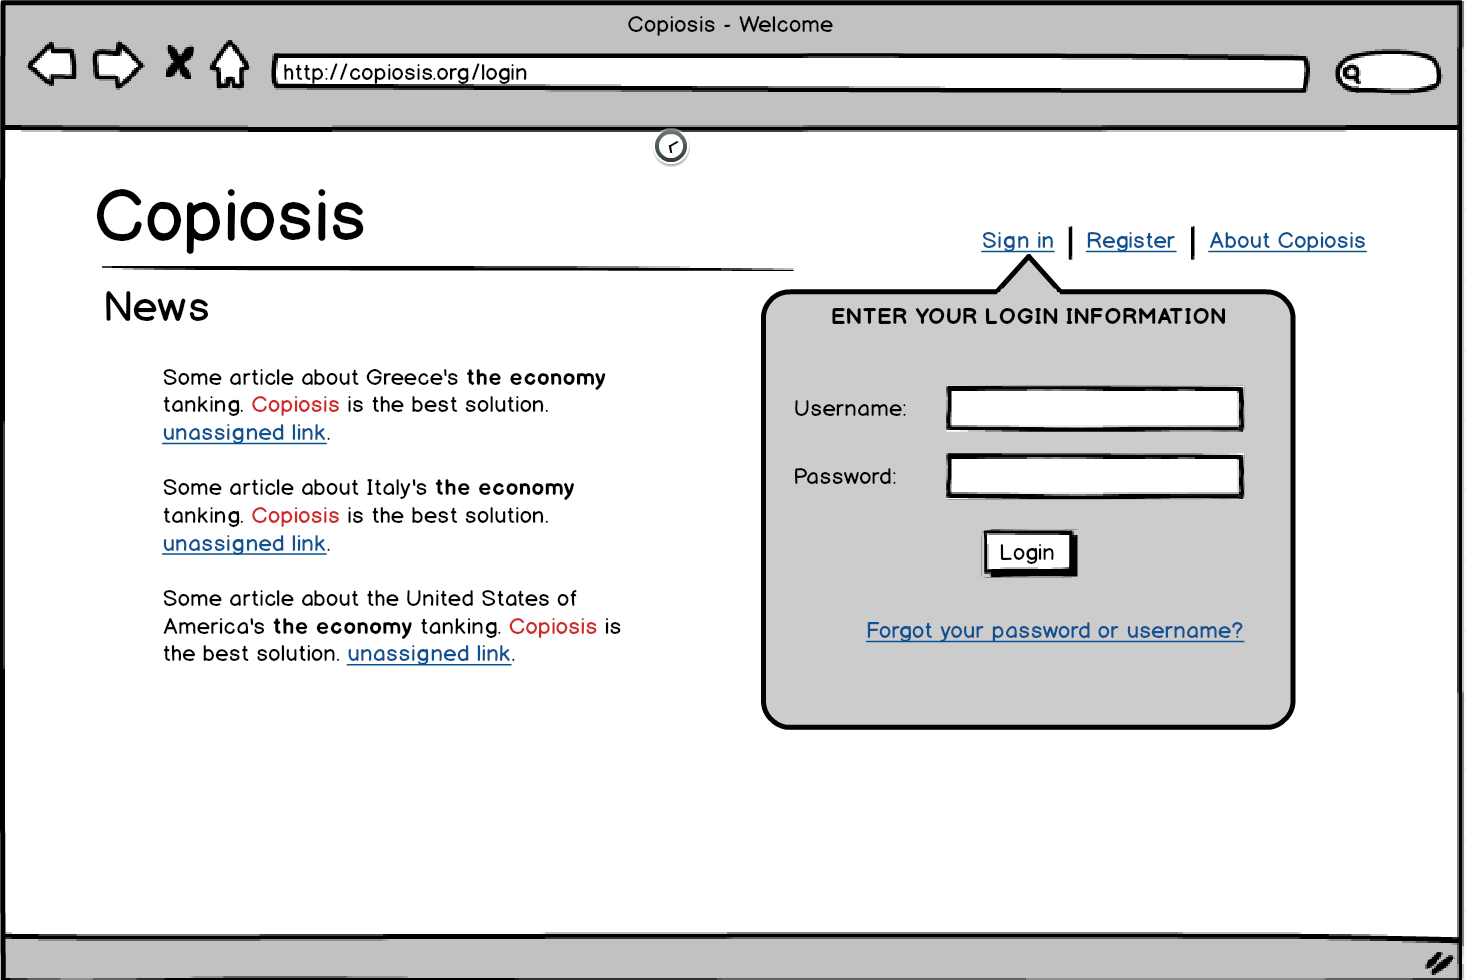 Copiosis - Welcome
http://copiosis.org/login
Copiosis
Sign in | Register | About Copiosis
News
Some article about Greece's the economy
tanking. Copiosis is the best solution.
unassigned link.
Some article about Italy's the economy
tanking. Copiosis is the best solution.
unassigned link.
Some article about the United States of
America's the economy tanking. Copiosis is
the best solution. unassigned link.
ENTER YOUR LOGIN INFORMATION
Username:
Password:
Login
Forgot your password or username?